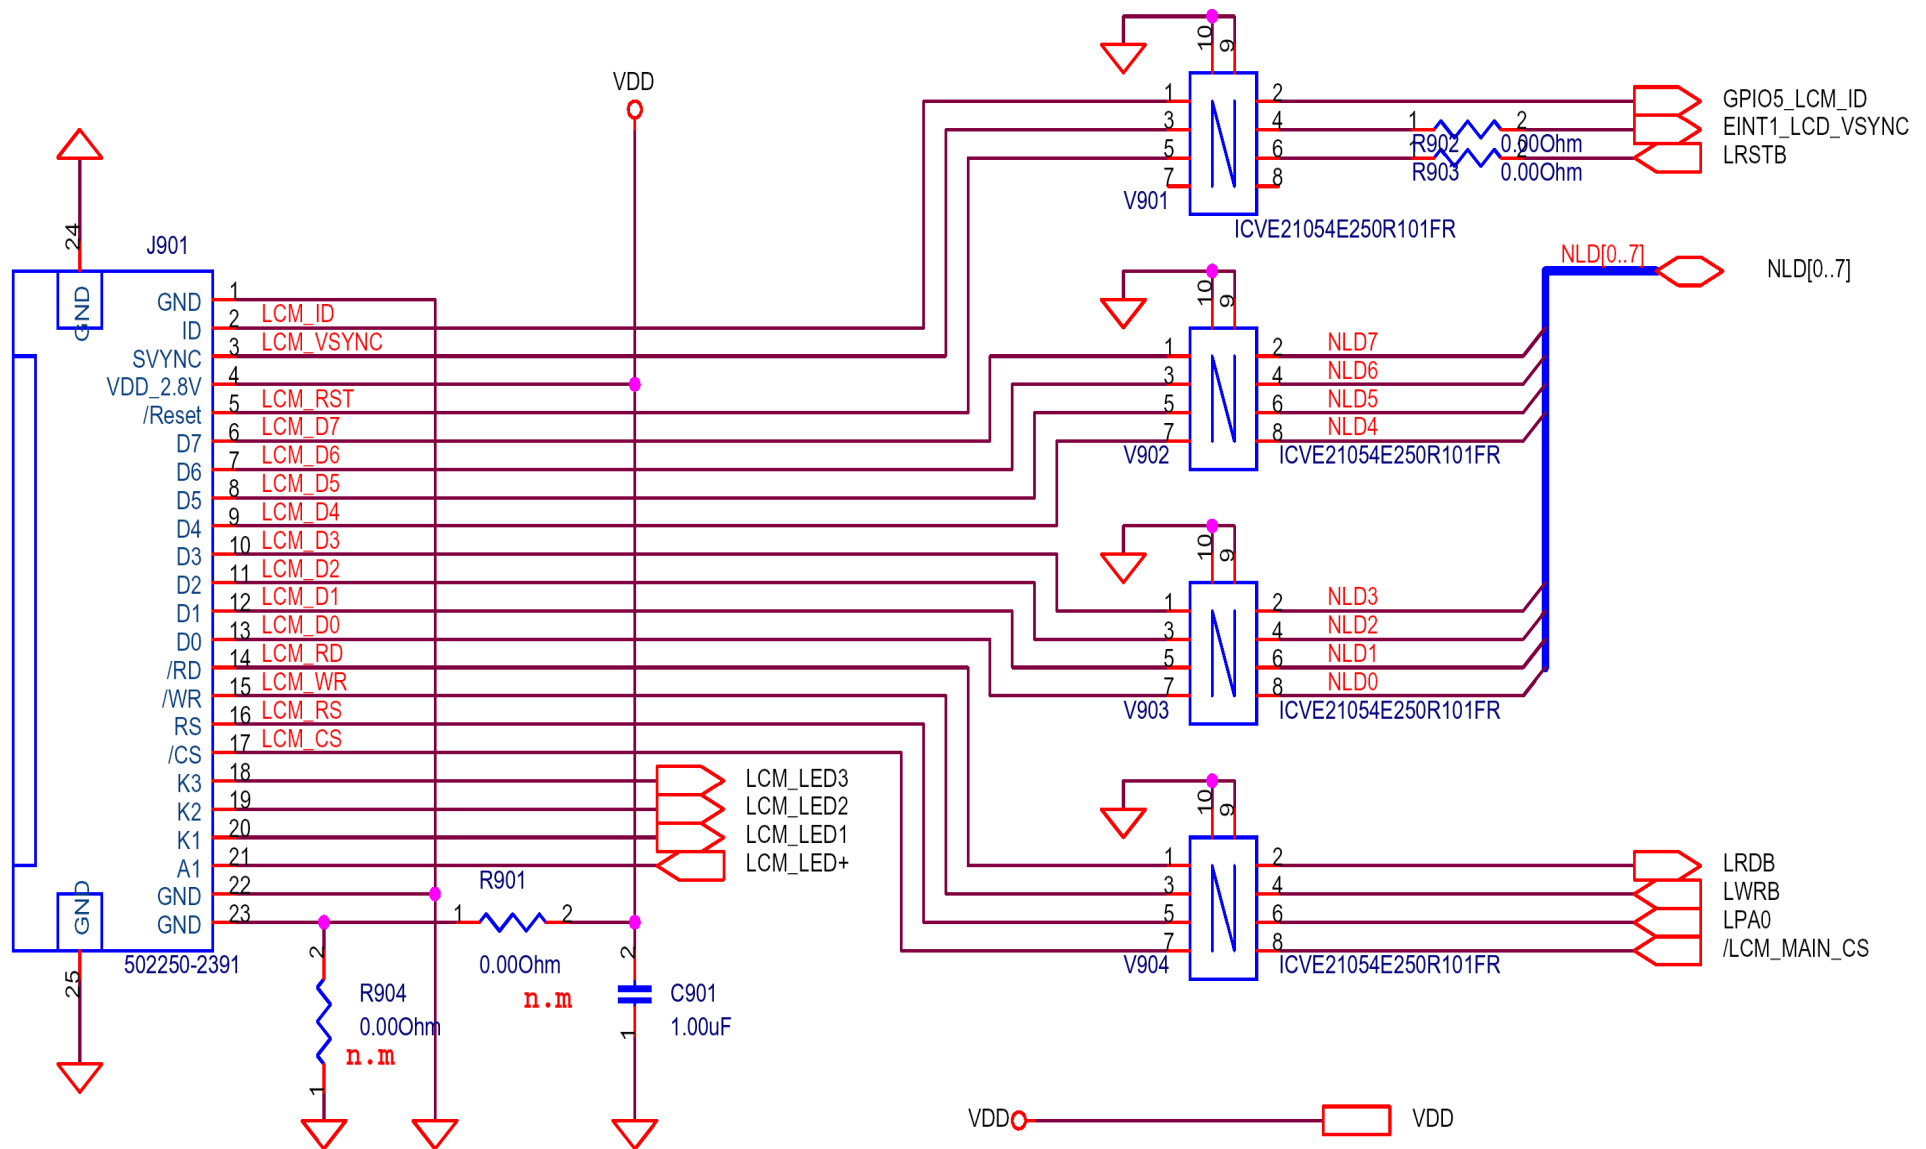 VDD
10
9
1
2
GPIO5_LCM_ID
3
4
1
2
EINT1_LCD_VSYNC
R902
0.00Ohm
5
6
1
2
LRSTB
R903
0.00Ohm
7
8
V901
ICVE21054E250R101FR
24
J901
GND
NLD[0..7]
NLD[0..7]
GND
1
ID
2
LCM_ID
SVYNC
3
LCM_VSYNC
VDD_2.8V
4
/Reset
5
LCM_RST
D7
6
LCM_D7
D6
7
LCM_D6
D5
8
LCM_D5
D4
9
LCM_D4
D3
10
LCM_D3
D2
11
LCM_D2
D1
12
LCM_D1
D0
13
LCM_D0
/RD
14
LCM_RD
/WR
15
LCM_WR
RS
16
LCM_RS
/CS
17
LCM_CS
K3
18
LCM_LED3
K2
19
LCM_LED2
K1
20
LCM_LED1
A1
21
LCM_LED+
GND
22
GND
23
GND
25
502250-2391
10
9
1
2
NLD7
3
4
NLD6
5
6
NLD5
7
8
NLD4
V902
ICVE21054E250R101FR
10
9
1
2
NLD3
3
4
NLD2
5
6
NLD1
7
8
NLD0
V903
ICVE21054E250R101FR
10
9
1
2
LRDB
3
4
LWRB
5
6
LPA0
7
8
/LCM_MAIN_CS
V904
ICVE21054E250R101FR
R901
1
2
0.00Ohm
n.m
2
R904
0.00Ohm
n.m
1
2
C901
1.00uF
1
VDD
VDD